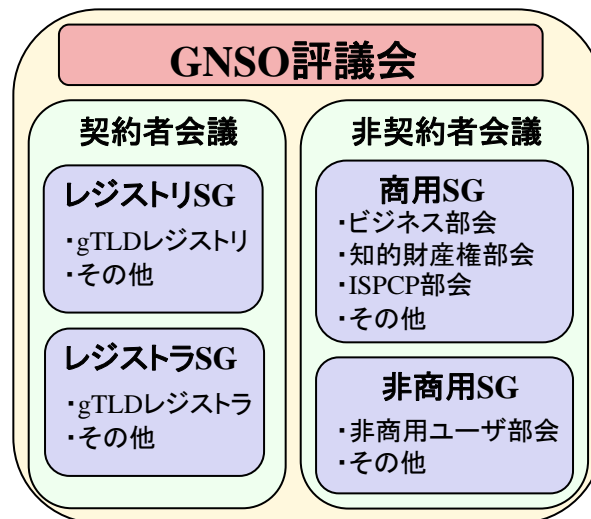 GNSO評議会
契約者会議
レジストリSG
・gTLDレジストリ
・その他
レジストラSG
・gTLDレジストラ
・その他
非契約者会議
商用SG
・ビジネス部会
・知的財産権部会
・ISPCP部会
・その他
非商用SG
・非商用ユーザ部会
・その他